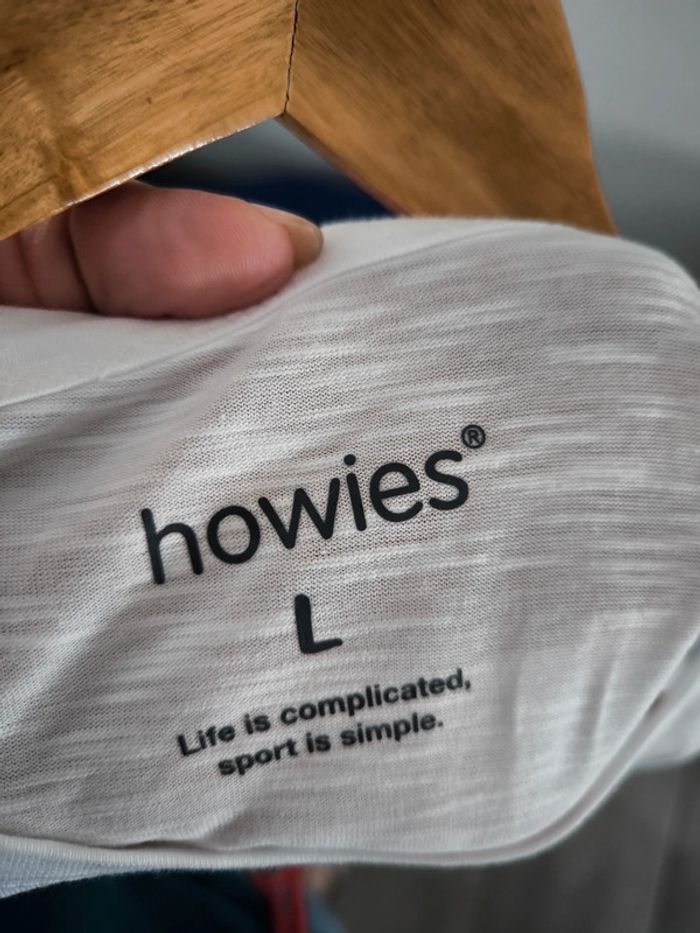 howies®
L
Life is complicated,
sport is simple.